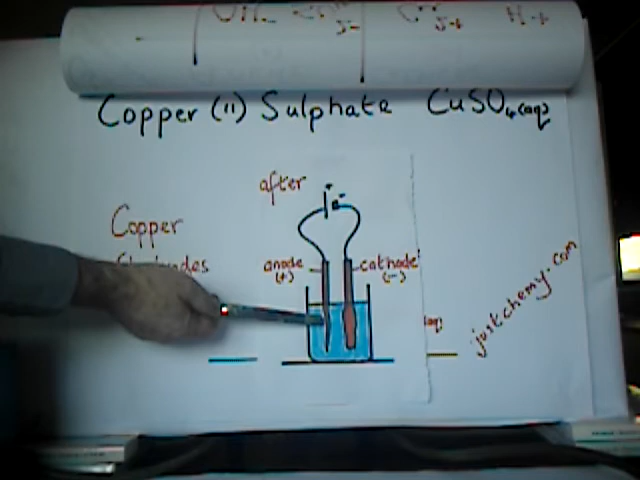 Copper (II) Sulphate CuSO4(aq)
after
e-
Copper
anode
(+)
cathode
(-)
justchemy.com